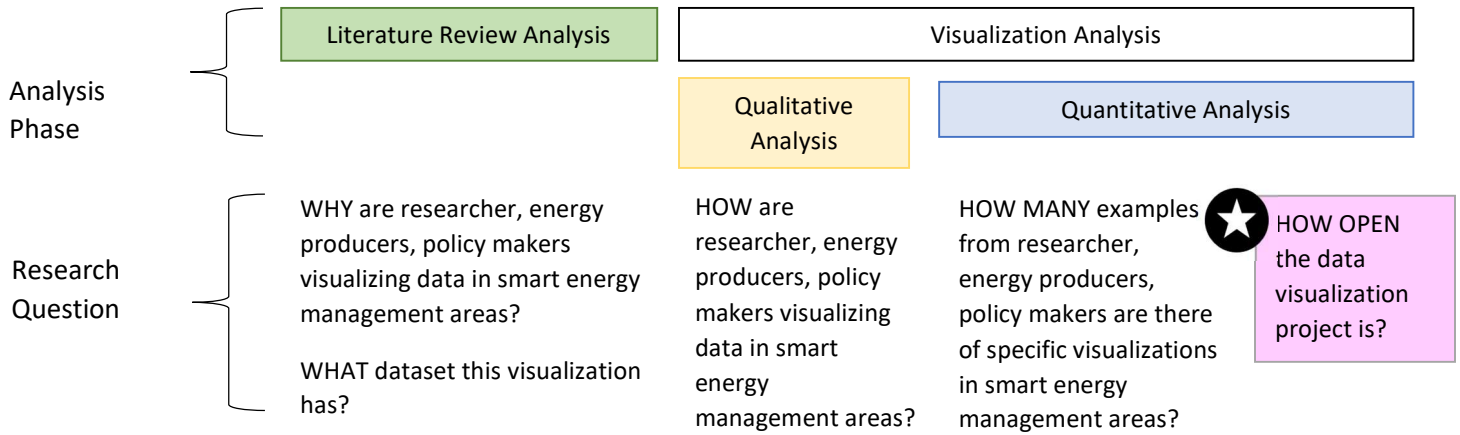 Literature Review Analysis
Visualization Analysis
Analysis
Phase
Qualitative
Analysis
Quantitative Analysis
Research
Question
WHY are researcher, energy
producers, policy makers
visualizing data in smart energy
management areas?
WHAT dataset this visualization
has?
HOW are
researcher, energy
producers, policy
makers visualizing
data in smart
energy
management areas?
HOW MANY examples
from researcher,
energy producers,
policy makers are there
of specific visualizations
in smart energy
management areas?
HOW OPEN
the data
visualization
project is?